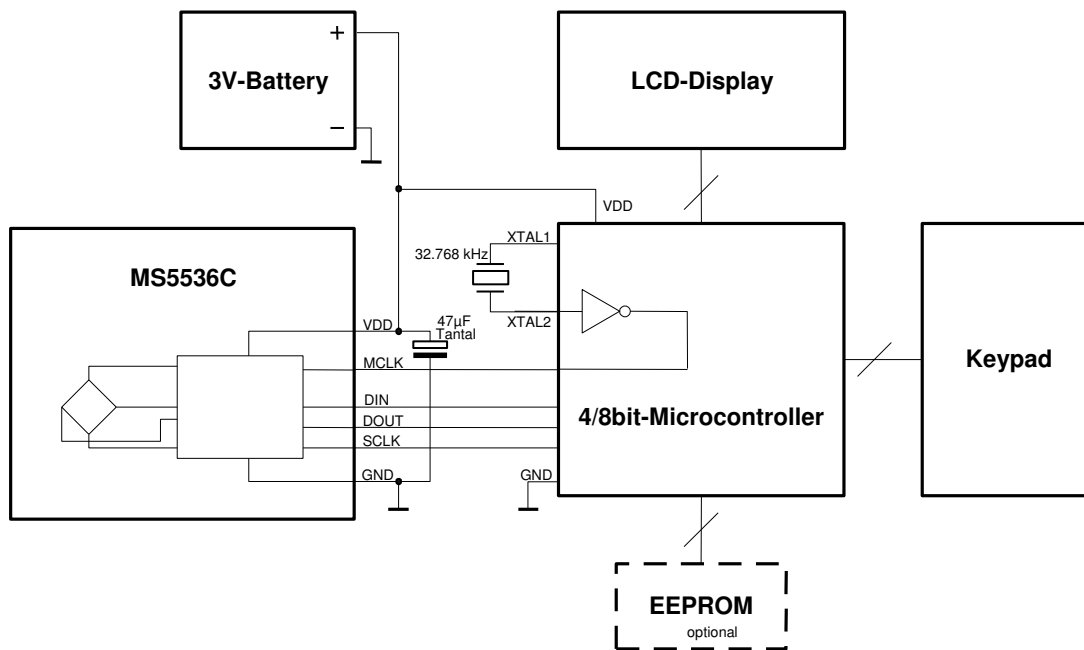 +
3V-Battery
−
LCD-Display
VDD
XTAL1
32.768 kHz
XTAL2
MS5536C
VDD
47µF
Tantal
MCLK
DIN
DOUT
SCLK
GND
4/8bit-Microcontroller
GND
Keypad
EEPROM
optional